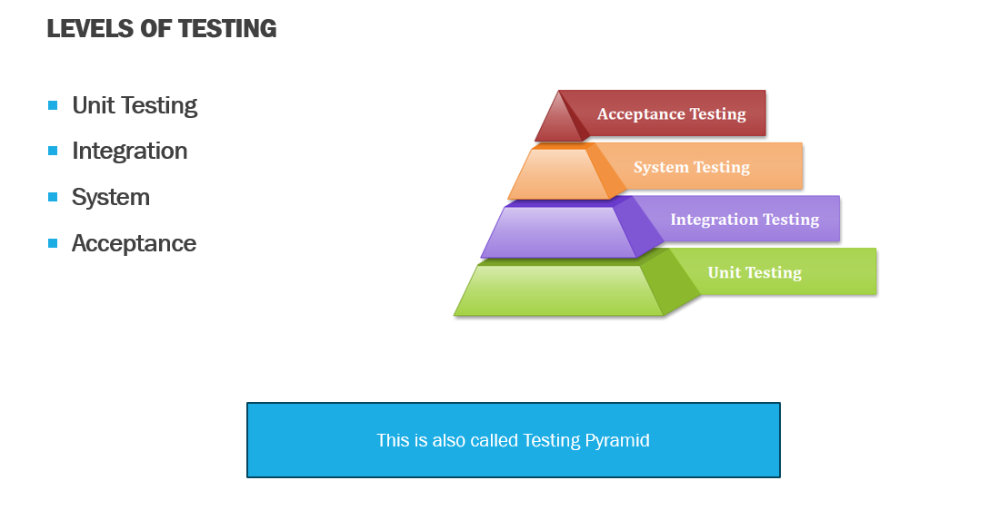 LEVELS OF TESTING
Unit Testing
Integration
System
Acceptance
Acceptance Testing
System Testing
Integration Testing
Unit Testing
This is also called Testing Pyramid